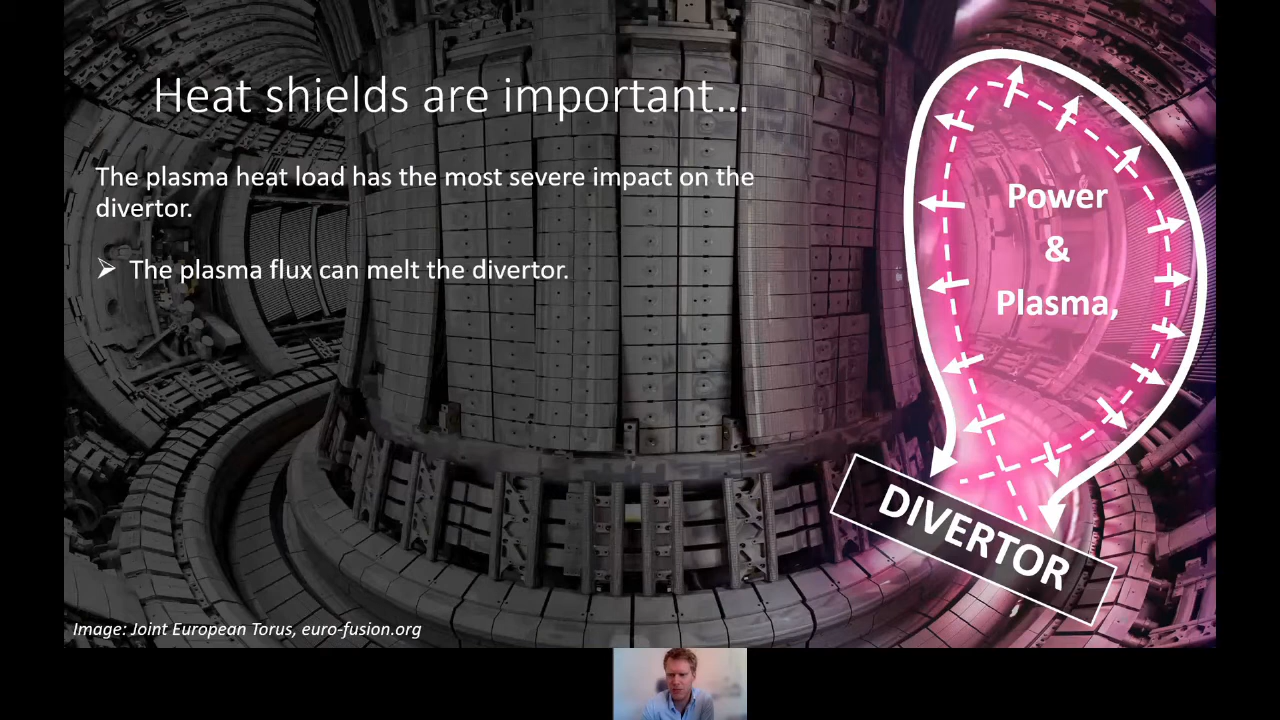 Heat shields are important...
The plasma heat load has the most severe impact on the
divertor.
➢ The plasma flux can melt the divertor.
Power
&
Plasma,
DIVERTOR
Image: Joint European Torus, euro-fusion.org